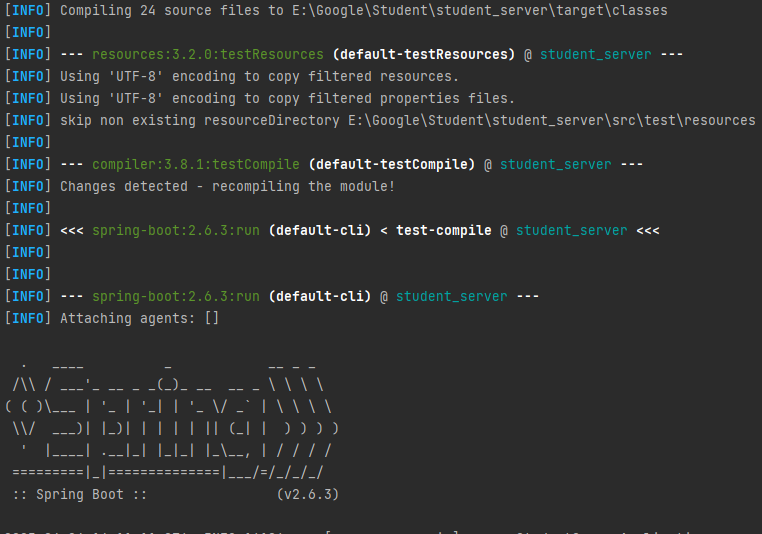 [INFO] Compiling 24 source files to E:\Google\Student\student_server\target\classes
[INFO]
[INFO] --- resources:3.2.0:testResources (default-testResources) @ student_server ---
[INFO] Using 'UTF-8' encoding to copy filtered resources.
[INFO] Using 'UTF-8' encoding to copy filtered properties files.
[INFO] skip non existing resourceDirectory E:\Google\Student\student_server\src\test\resources
[INFO]
[INFO] --- compiler:3.8.1:testCompile (default-testCompile) @ student_server ---
[INFO] Changes detected - recompiling the module!
[INFO]
[INFO] <<< spring-boot:2.6.3:run (default-cli) < test-compile @ student_server <<<
[INFO]
[INFO]
[INFO] --- spring-boot:2.6.3:run (default-cli) @ student_server ---
[INFO] Attaching agents: []
  .   ____          _            __ _ _
 /\\ / ___'_ __ _ _(_)_ __  __ _ \ \ \ \
( ( )\___ | '_ | '_| | '_ \/ _` | \ \ \ \
 \\/  ___)| |_)| | | | | || (_| |  ) ) ) )
  '  |____| .__|_| |_|_| |_\__, | / / / /
 =========|_|==============|___/=/_/_/_/
 :: Spring Boot ::                (v2.6.3)